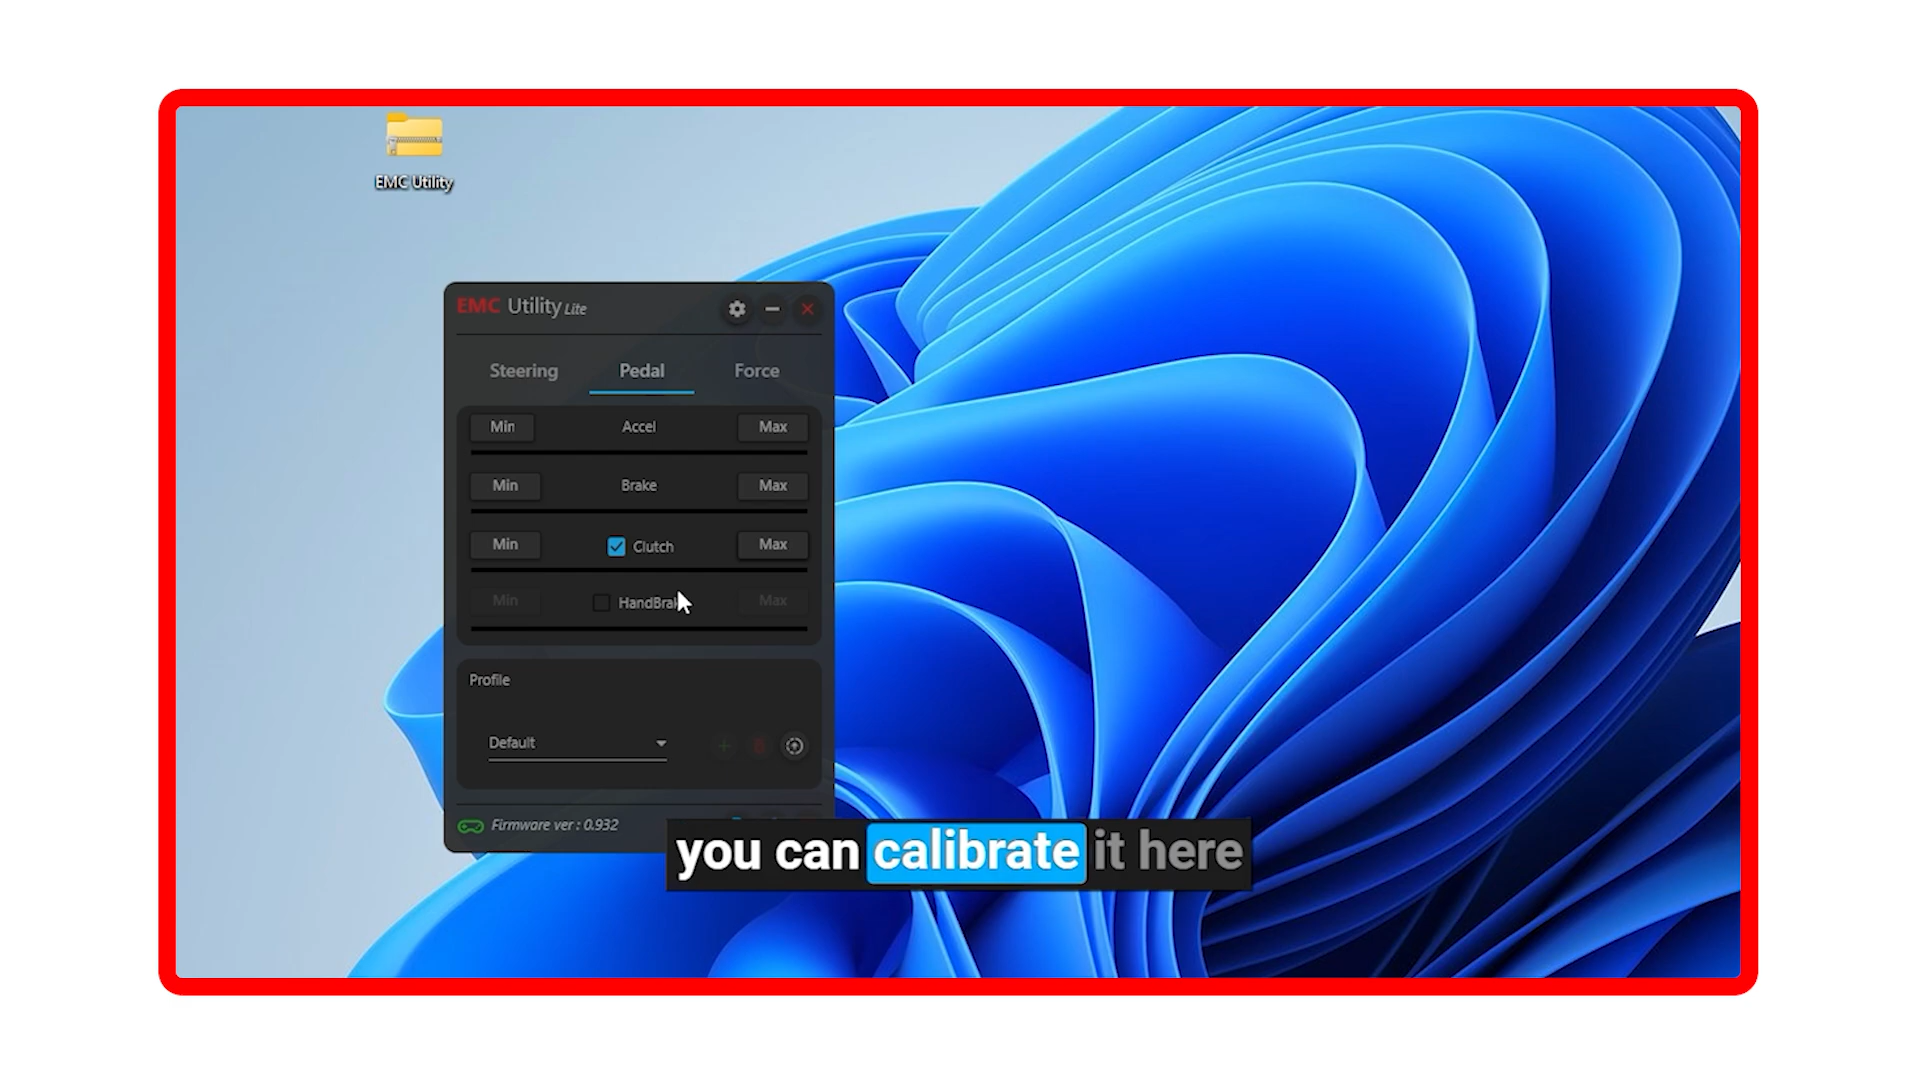 EMC Utility
EMC Utility Lite
Steering Pedal Force
Min Accel Max
Min Brake Max
Min Clutch Max
Min Max
Profile
Default
Firmware ver : 0.932
you can calibrate it here